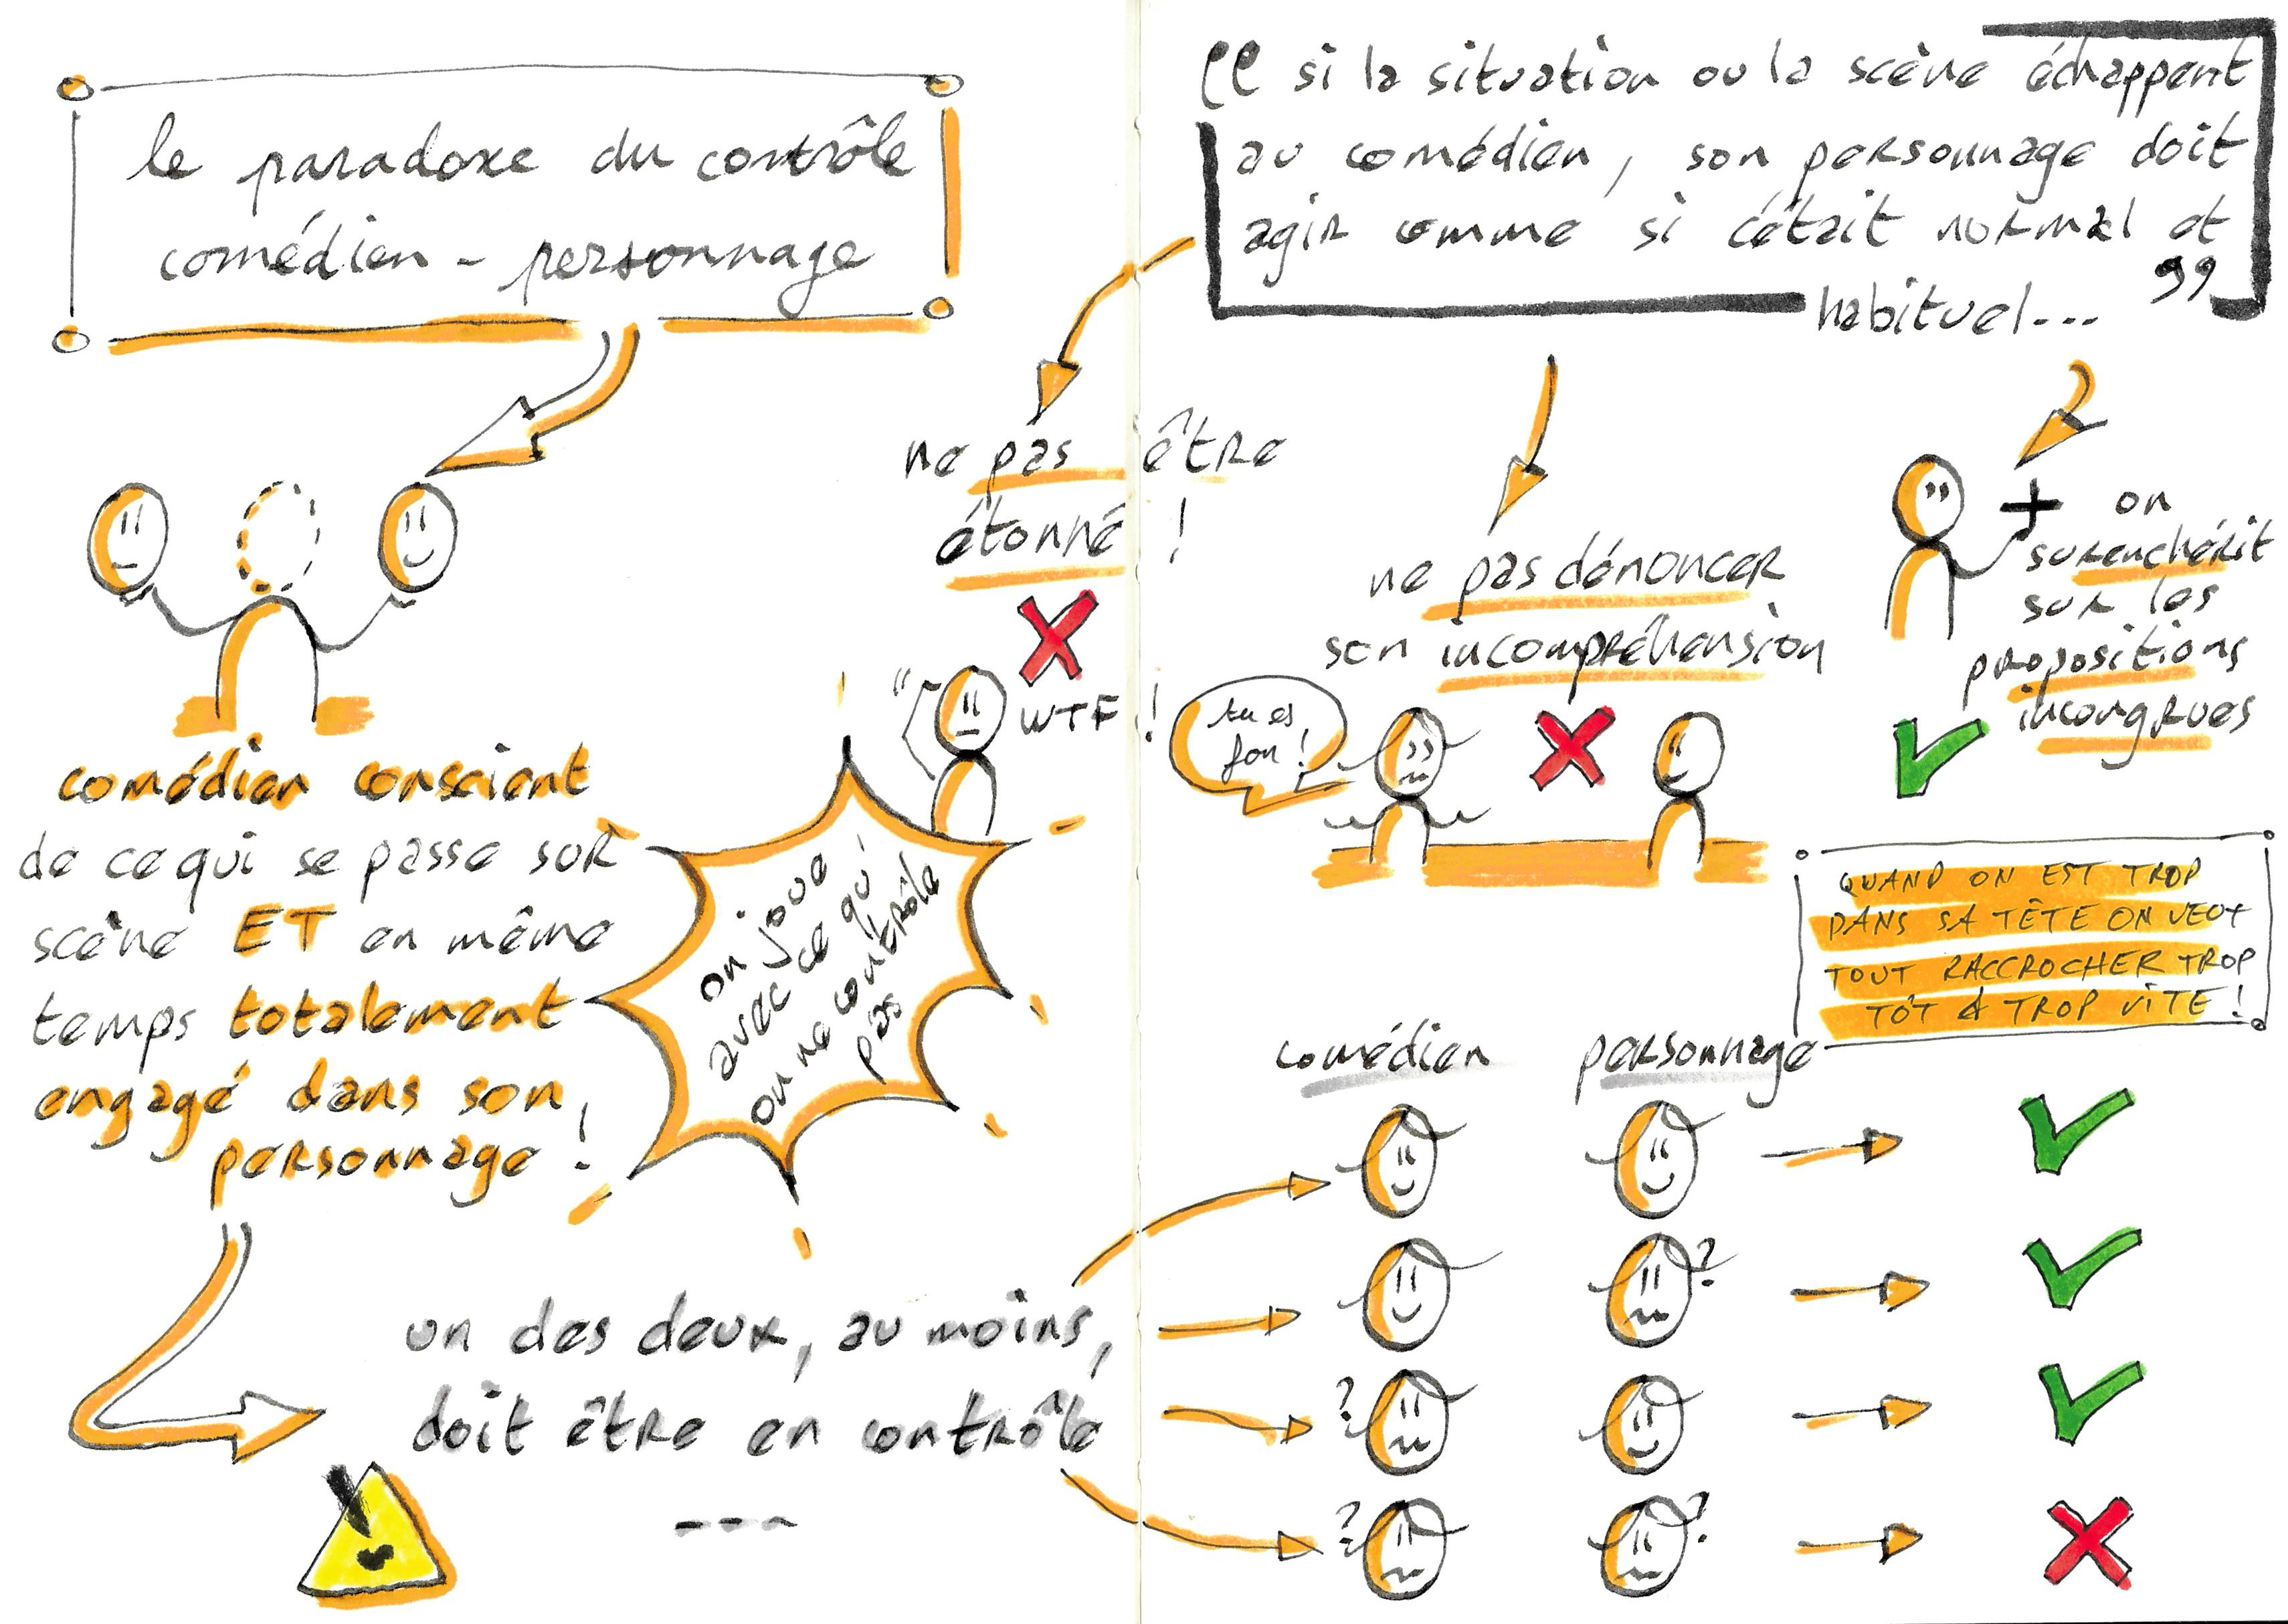 le paradoxe du contrôle
comédien - personnage
comédien conscient
de ce qui se passe sur
scène ET en même
temps totalement
engagé dans son
personnage !
on joue
avec ce qu'
on ne contrôle
pas
un des deux, au moins,
doit être en contrôle
---
“ si la situation ou la scène échappent
au comédien, son personnage doit
agir comme si c'était normal et
habituel... ”
ne pas être
étonné !
WTF !
ne pas dénoncer
son incompréhension
tu es
fou !
+ on
surenchérit
sur les
propositions
incongrues
QUAND ON EST TROP
DANS SA TÊTE ON VEUT
TOUT RACCROCHER TROP
TÔT & TROP VITE !
comédien personnage
?
?
? ?